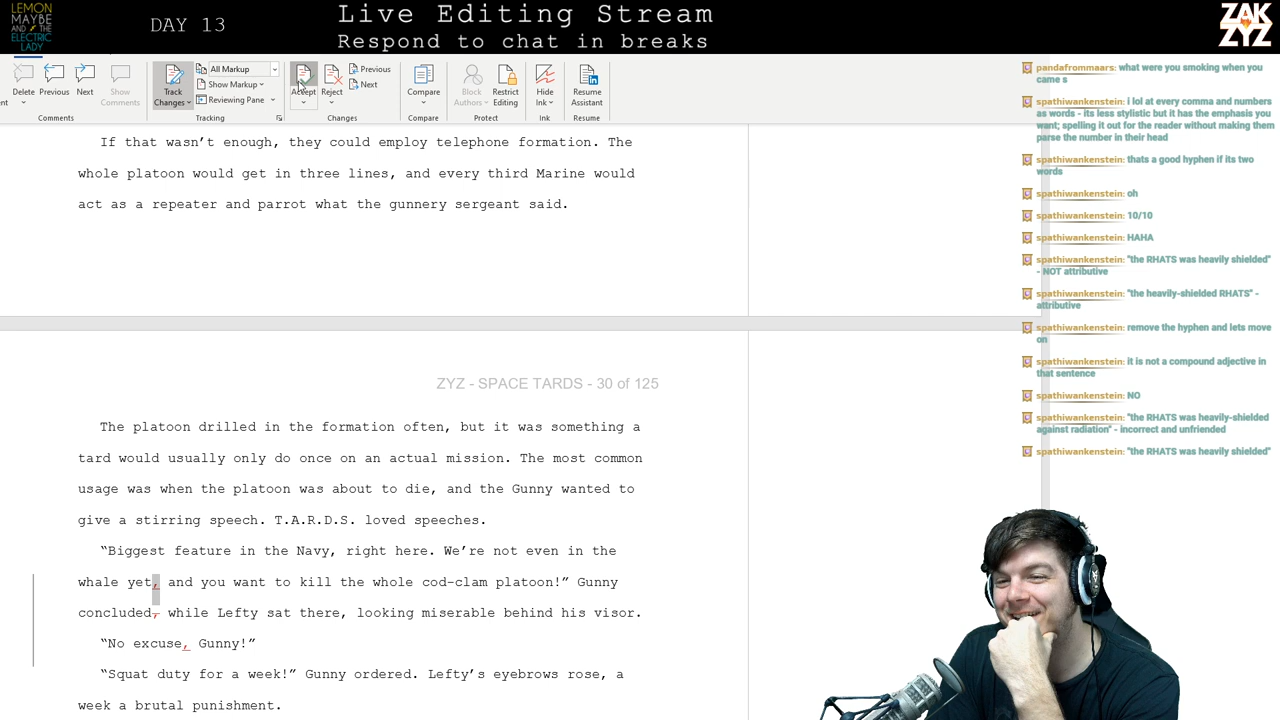 LEMON
MAYBE
AND THE
ELECTRIC
LADY
DAY 13
Live Editing Stream
Respond to chat in breaks
ZAK
ZYZ
Delete
Previous
Next
Show
Comments
Comments
Track
Changes
All Markup
Show Markup
Reviewing Pane
Tracking
Accept
Reject
Previous
Next
Changes
Compare
Compare
Block
Authors
Restrict
Editing
Protect
Hide
Ink
Ink
Resume
Assistant
Resume
If that wasn’t enough, they could employ telephone formation. The
whole platoon would get in three lines, and every third Marine would
act as a repeater and parrot what the gunnery sergeant said.
ZYZ - SPACE TARDS - 30 of 125
The platoon drilled in the formation often, but it was something a
tard would usually only do once on an actual mission. The most common
usage was when the platoon was about to die, and the Gunny wanted to
give a stirring speech. T.A.R.D.S. loved speeches.
“Biggest feature in the Navy, right here. We’re not even in the
whale yet, and you want to kill the whole cod-clam platoon!” Gunny
concluded, while Lefty sat there, looking miserable behind his visor.
“No excuse, Gunny!”
“Squat duty for a week!” Gunny ordered. Lefty’s eyebrows rose, a
week a brutal punishment.
pandafrommaars: what were you smoking when you
came s
spathiwankenstein: i lol at every comma and numbers
as words - its less stylistic but it has the emphasis you
want; spelling it out for the reader without making them
parse the number in their head
spathiwankenstein: thats a good hyphen if its two
words
spathiwankenstein: oh
spathiwankenstein: 10/10
spathiwankenstein: HAHA
spathiwankenstein: "the RHATS was heavily shielded"
- NOT attributive
spathiwankenstein: "the heavily-shielded RHATS" -
attributive
spathiwankenstein: remove the hyphen and lets move
on
spathiwankenstein: it is not a compound adjective in
that sentence
spathiwankenstein: NO
spathiwankenstein: "the RHATS was heavily-shielded
against radiation" - incorrect and unfriended
spathiwankenstein: "the RHATS was heavily shielded"